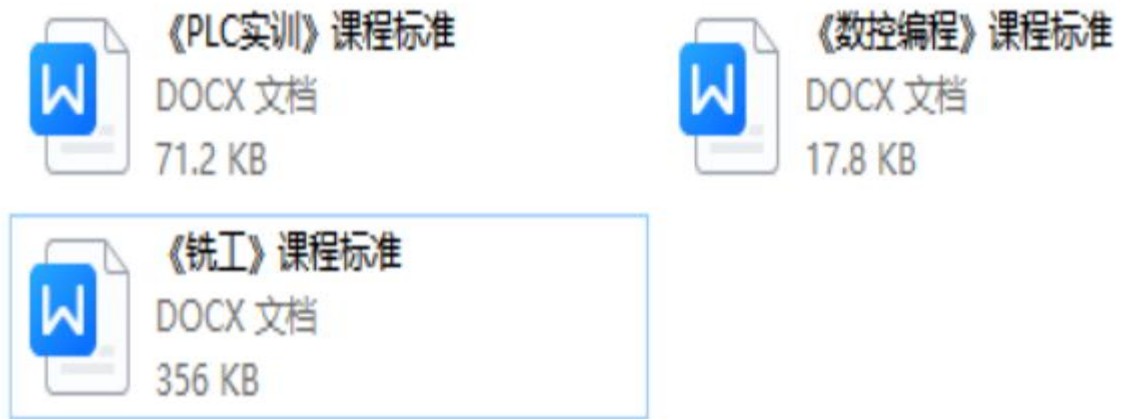 《PLC实训》课程标准
DOCX 文档
71.2 KB
《数控编程》课程标准
DOCX 文档
17.8 KB
《铣工》课程标准
DOCX 文档
356 KB